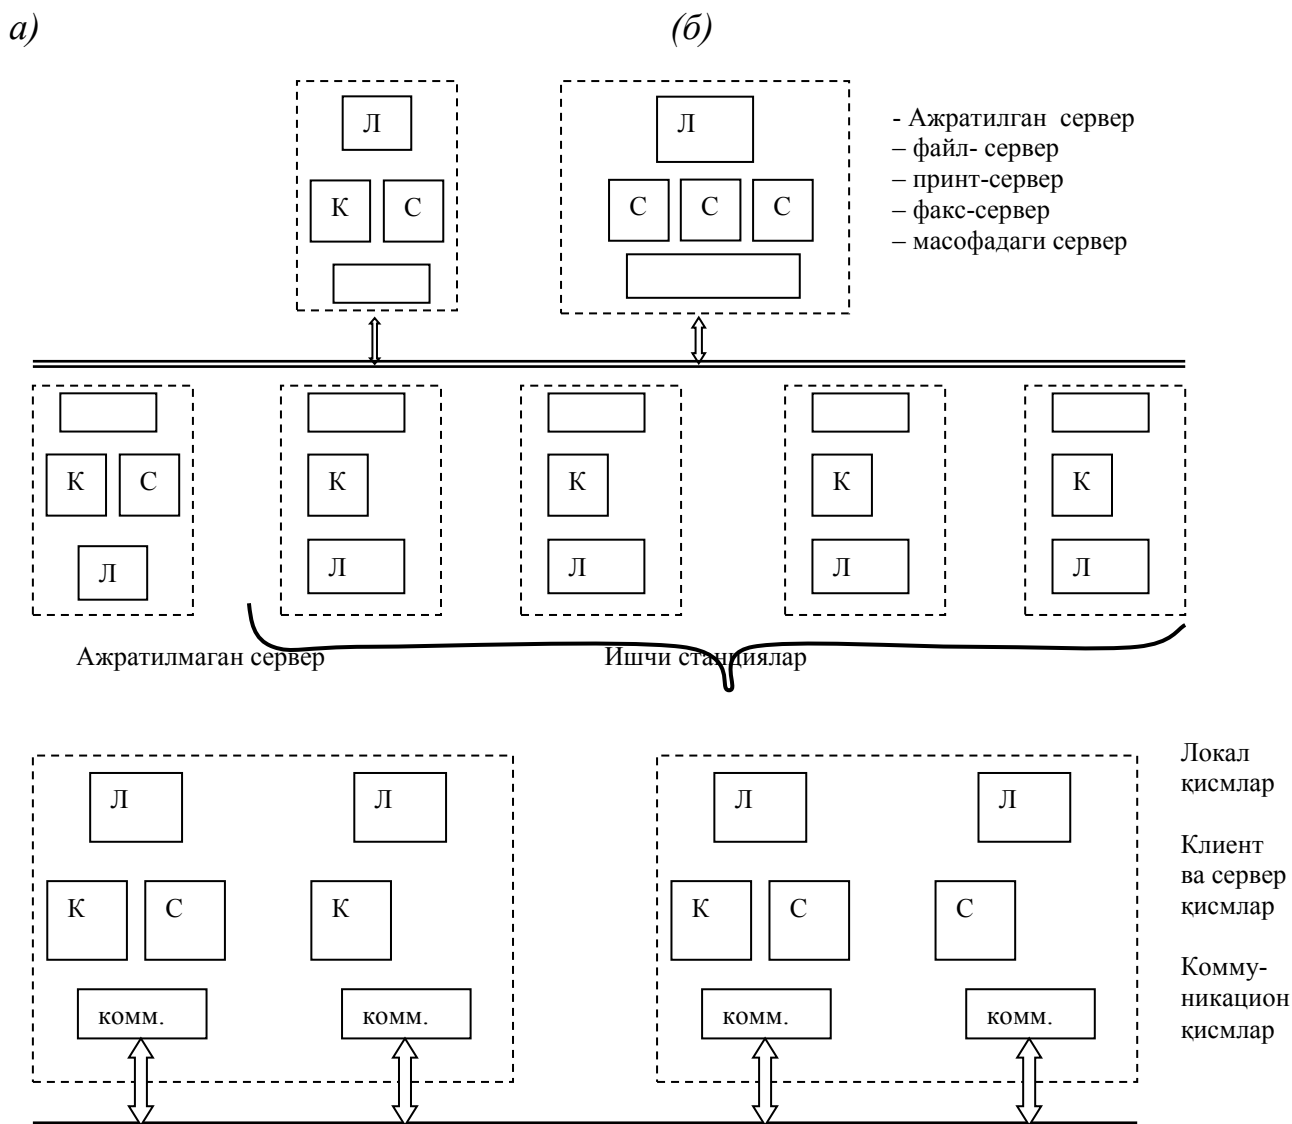 а) (б)
Л Л
К С С С С
- Ажратилган сервер
– файл- сервер
– принт-сервер
– факс-сервер
– масофадаги сервер
К С К К К К
Л Л Л Л Л
Ажратилмаган сервер Ишчи станциялар
Л Л Л Л
К С К К С С
комм. комм. комм. комм.
Локал
қисмлар
Клиент
ва сервер
қисмлар
Комму-
никацион
қисмлар